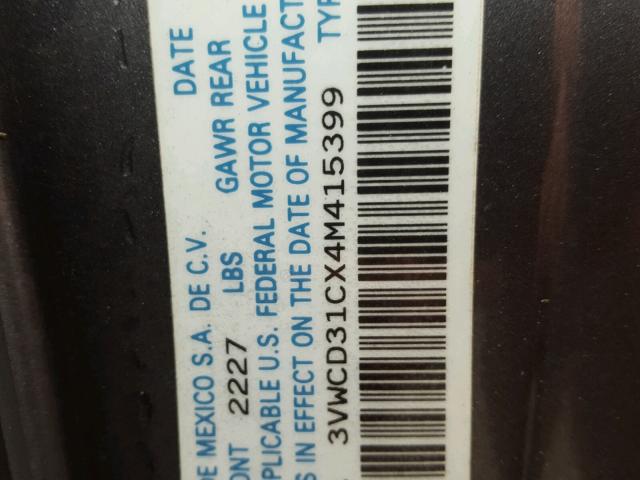 DE MEXICO S.A. DE C.V. DATE
ONT 2227 LBS GAWR REAR
PLICABLE U.S. FEDERAL MOTOR VEHICLE
S IN EFFECT ON THE DATE OF MANUFACT
3VWCD31CX4M415399 TYP